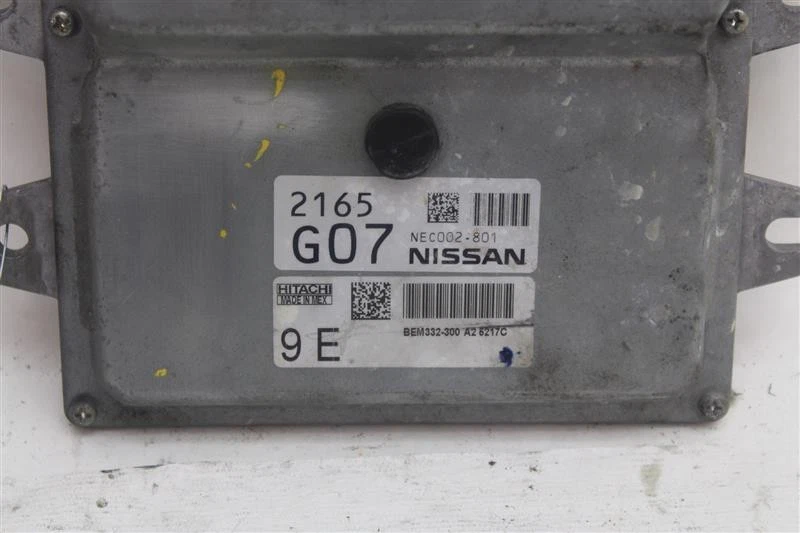 2165
G07 NEC002-801
NISSAN
HITACHI
MADE IN MEX
BEM332-300 A2 5217C
9 E